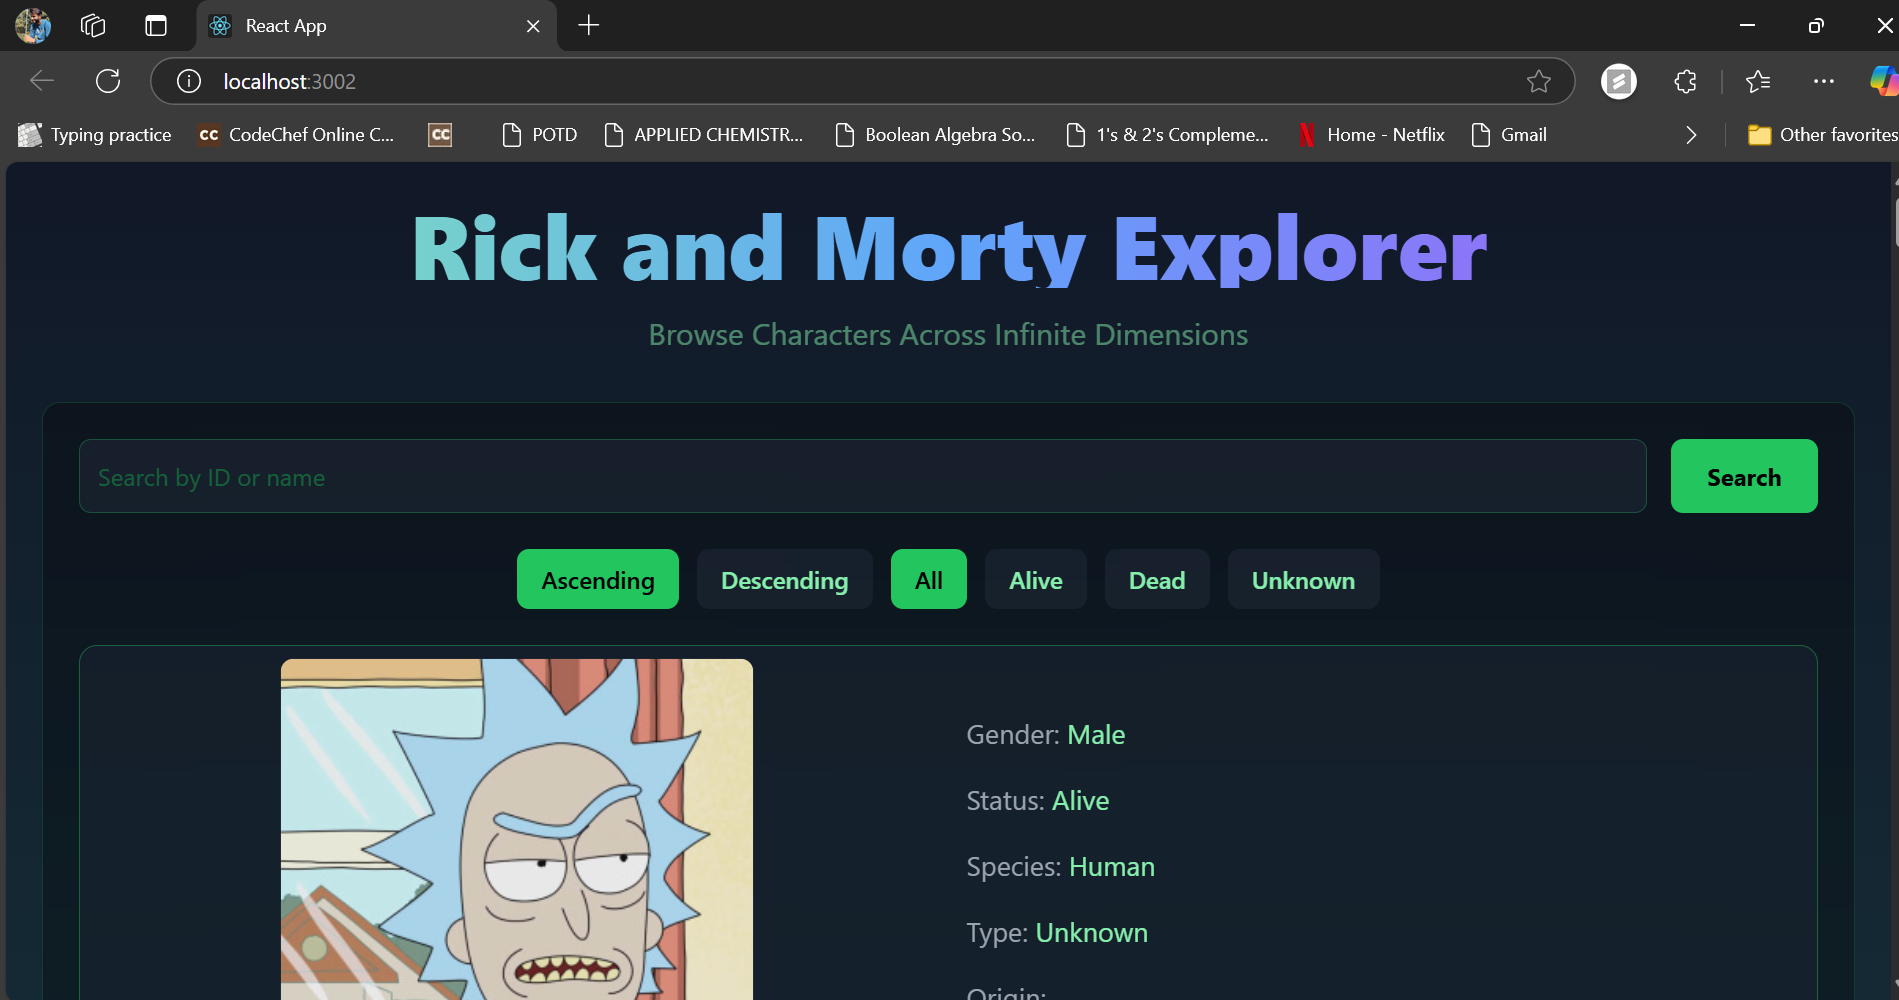 React App
localhost:3002
Typing practice
CC CodeChef Online C...
CC
POTD
APPLIED CHEMISTR...
Boolean Algebra So...
1's & 2's Compleme...
N Home - Netflix
Gmail
Other favorites
Rick and Morty Explorer
Browse Characters Across Infinite Dimensions
Search by ID or name
Search
Ascending
Descending
All
Alive
Dead
Unknown
Gender: Male
Status: Alive
Species: Human
Type: Unknown
Origin: